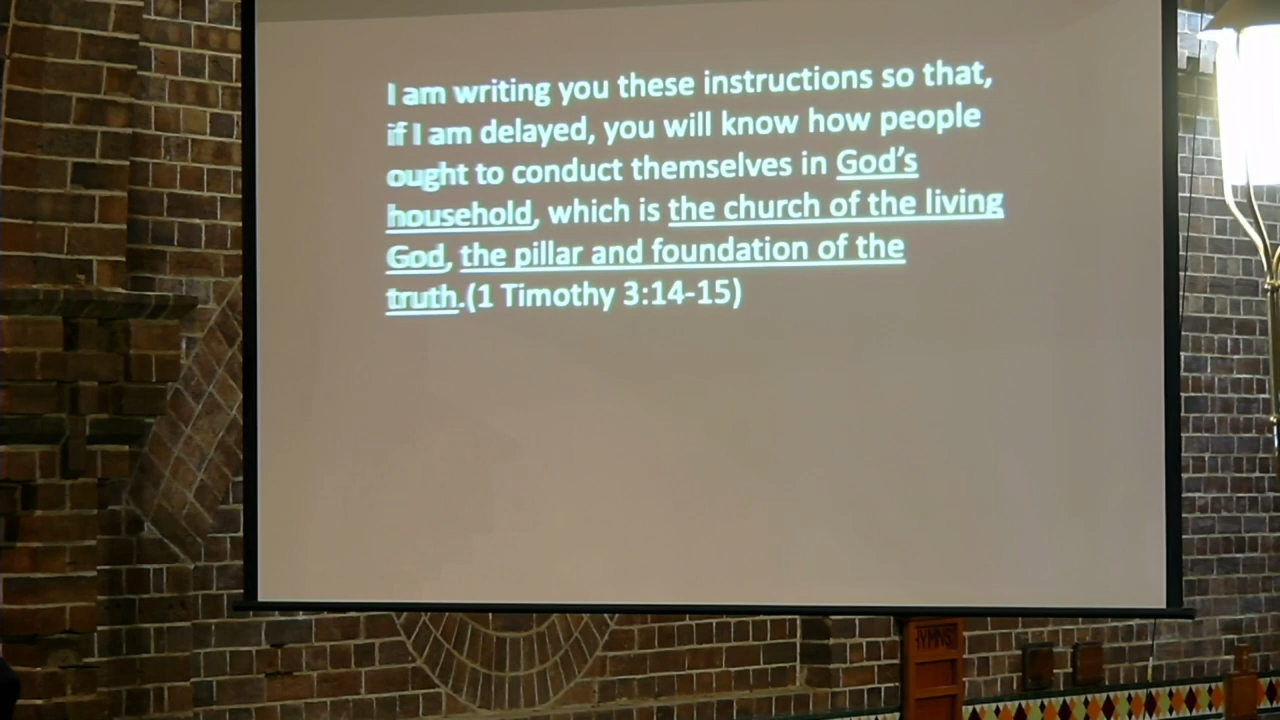 I am writing you these instructions so that,
if I am delayed, you will know how people
ought to conduct themselves in God's
household, which is the church of the living
God, the pillar and foundation of the
truth.(1 Timothy 3:14-15)
HYMNS